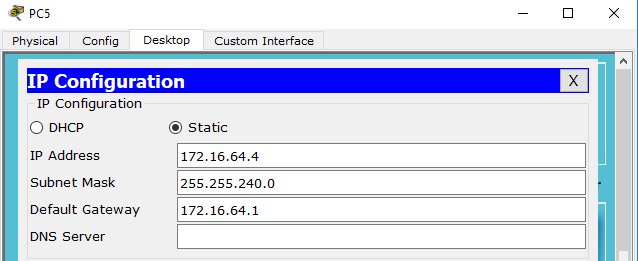 PC5
Physical Config Desktop Custom Interface
IP Configuration X
IP Configuration
DHCP Static
IP Address 172.16.64.4
Subnet Mask 255.255.240.0
Default Gateway 172.16.64.1
DNS Server